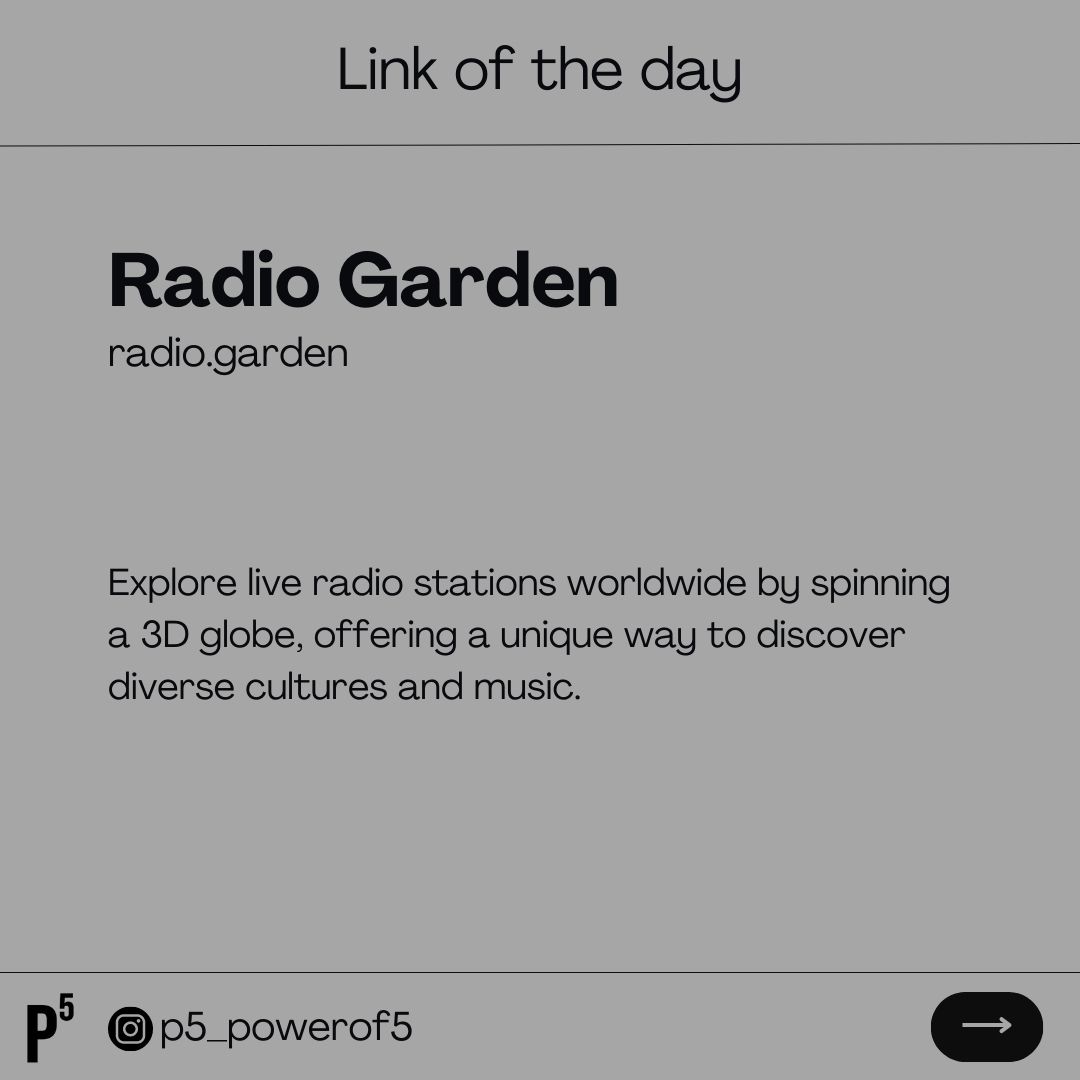 Link of the day
Radio Garden
radio.garden
Explore live radio stations worldwide by spinning
a 3D globe, offering a unique way to discover
diverse cultures and music.
P⁵
p5_powerof5